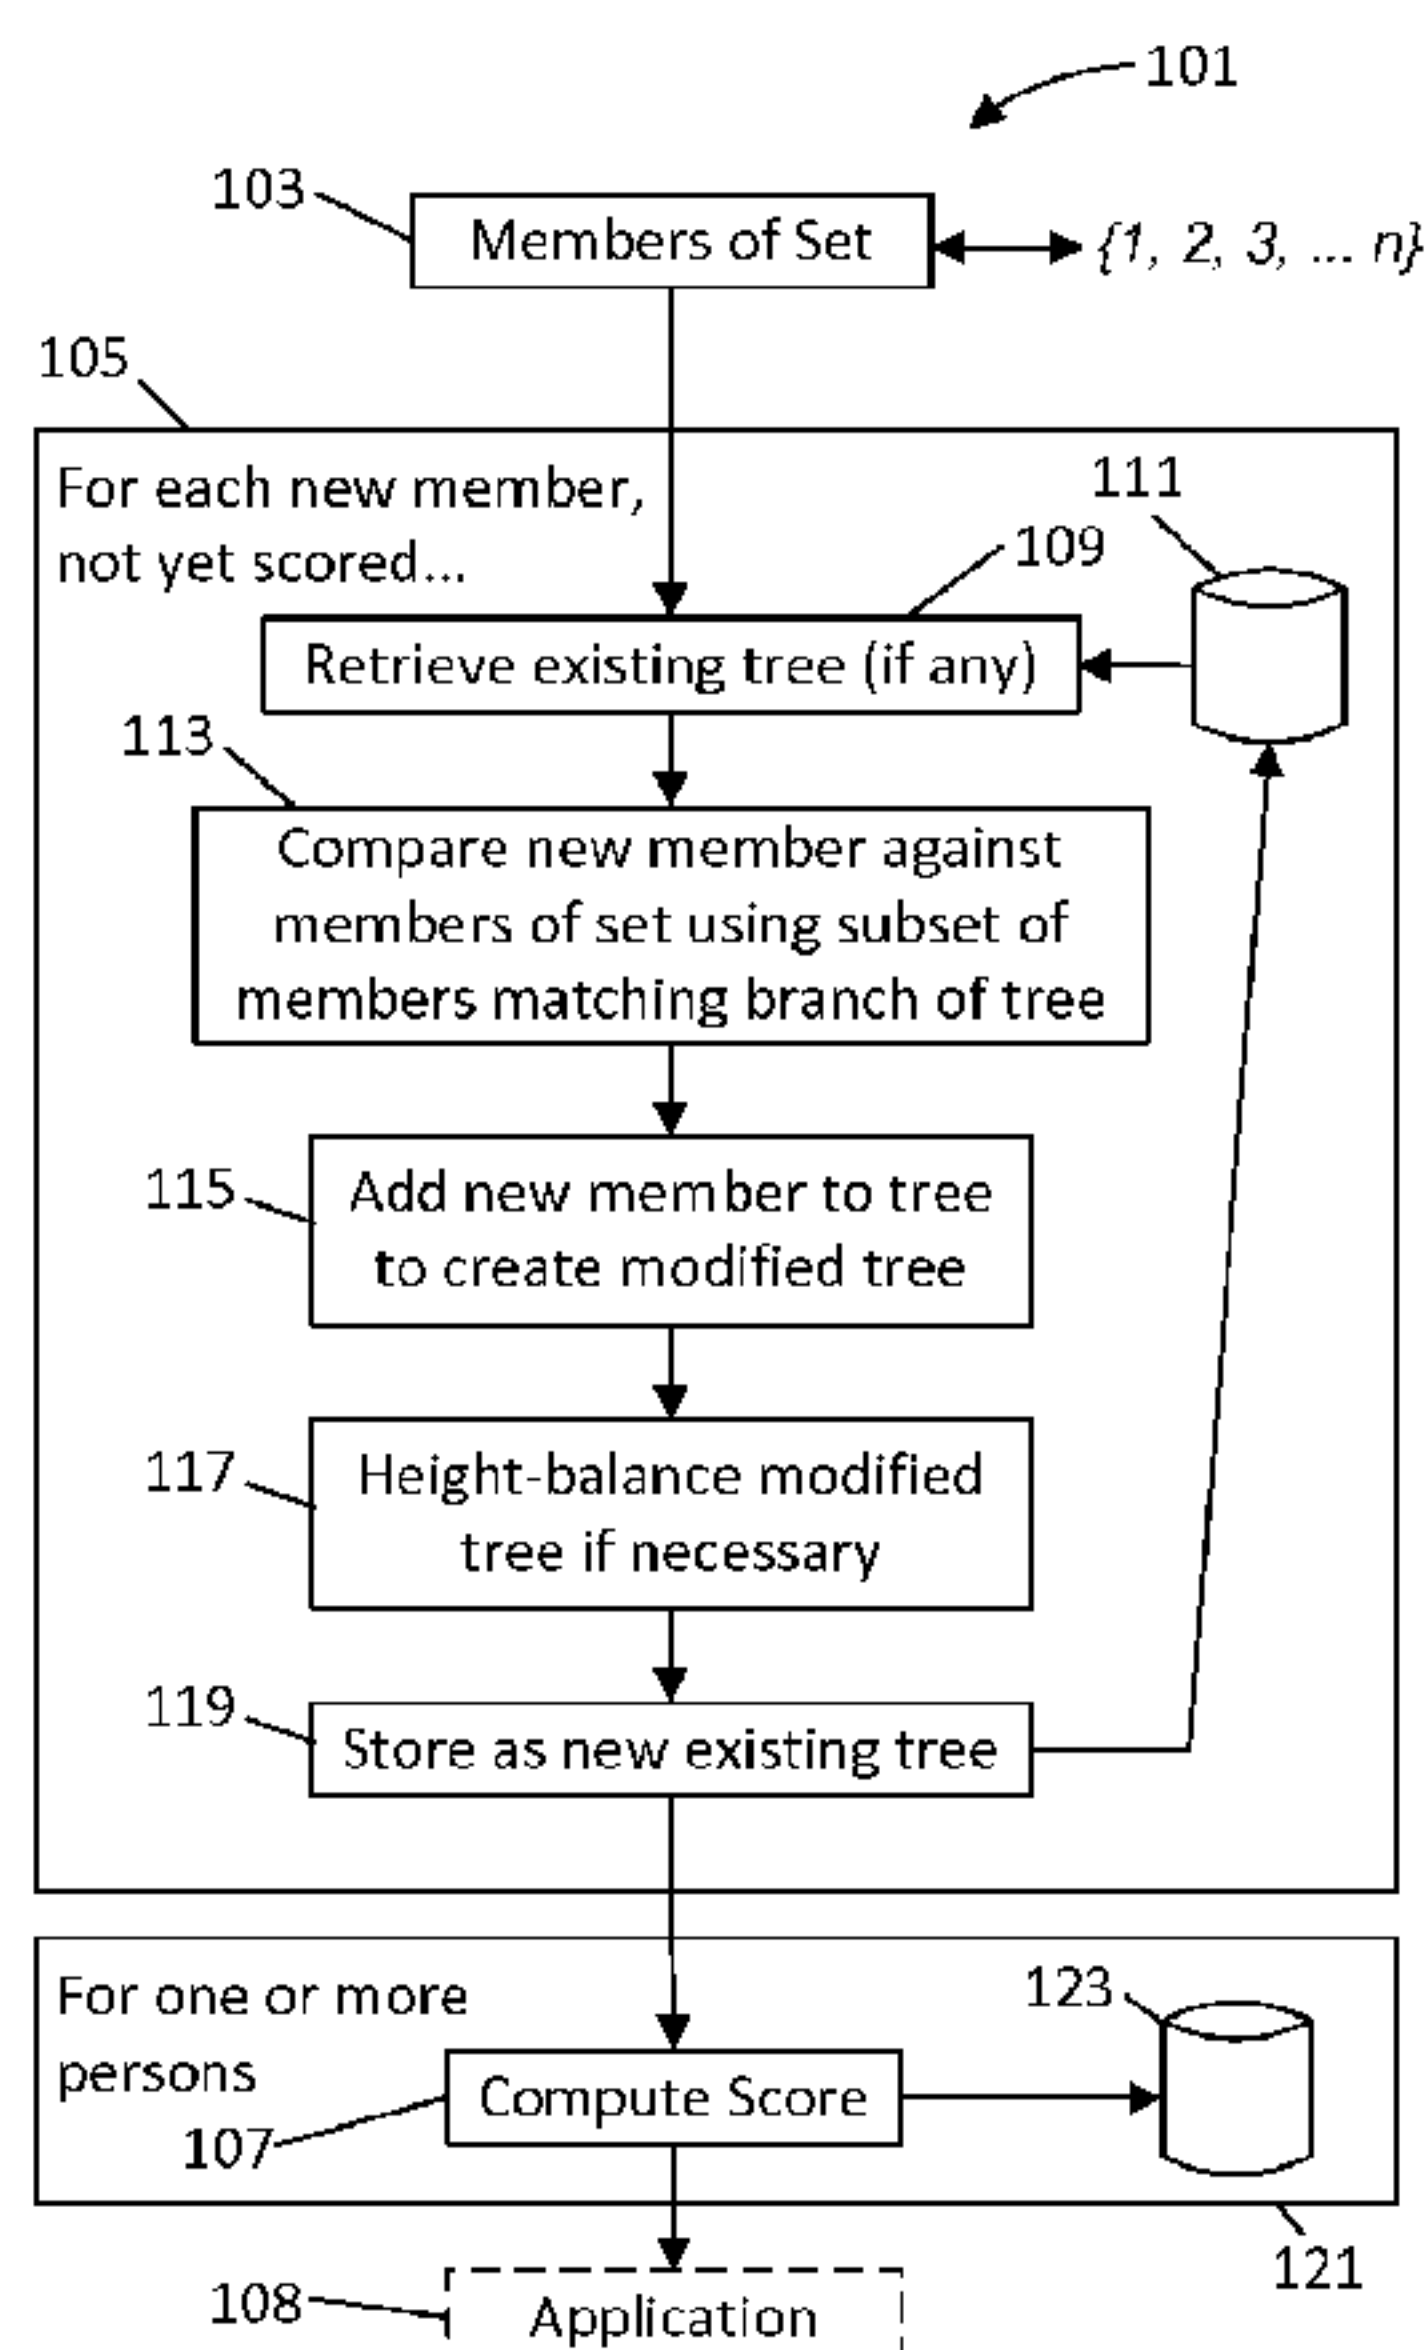 101
103
Members of Set
{1, 2, 3, ... n}
105
For each new member,
not yet scored...
111
109
Retrieve existing tree (if any)
113
Compare new member against
members of set using subset of
members matching branch of tree
115
Add new member to tree
to create modified tree
117
Height-balance modified
tree if necessary
119
Store as new existing tree
For one or more
persons
123
107
Compute Score
121
108
Application